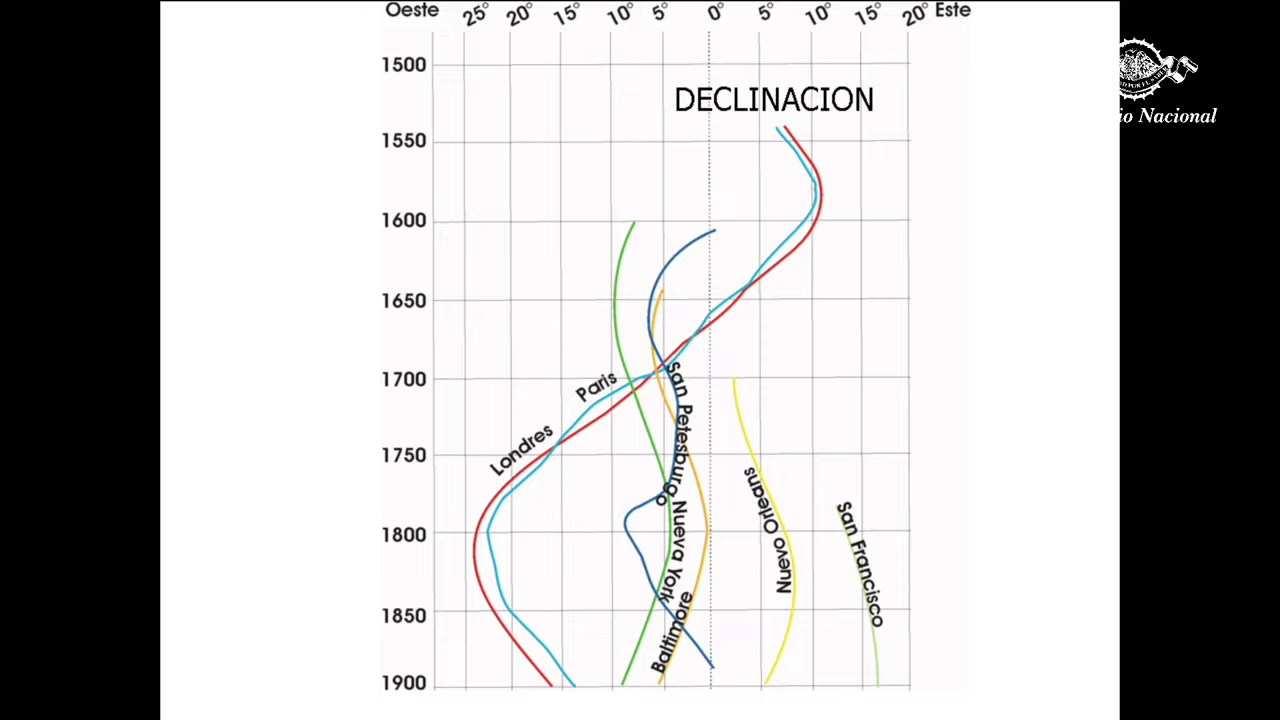 Oeste 25° 20° 15° 10° 5° 0° 5° 10° 15° 20° Este
1500
DECLINACION
io Nacional
1550
1600
1650
1700
Paris
Londres
1750
San Petesburgo
Nueva York
Baltimore
Nuevo Orleans
San Francisco
1800
1850
1900